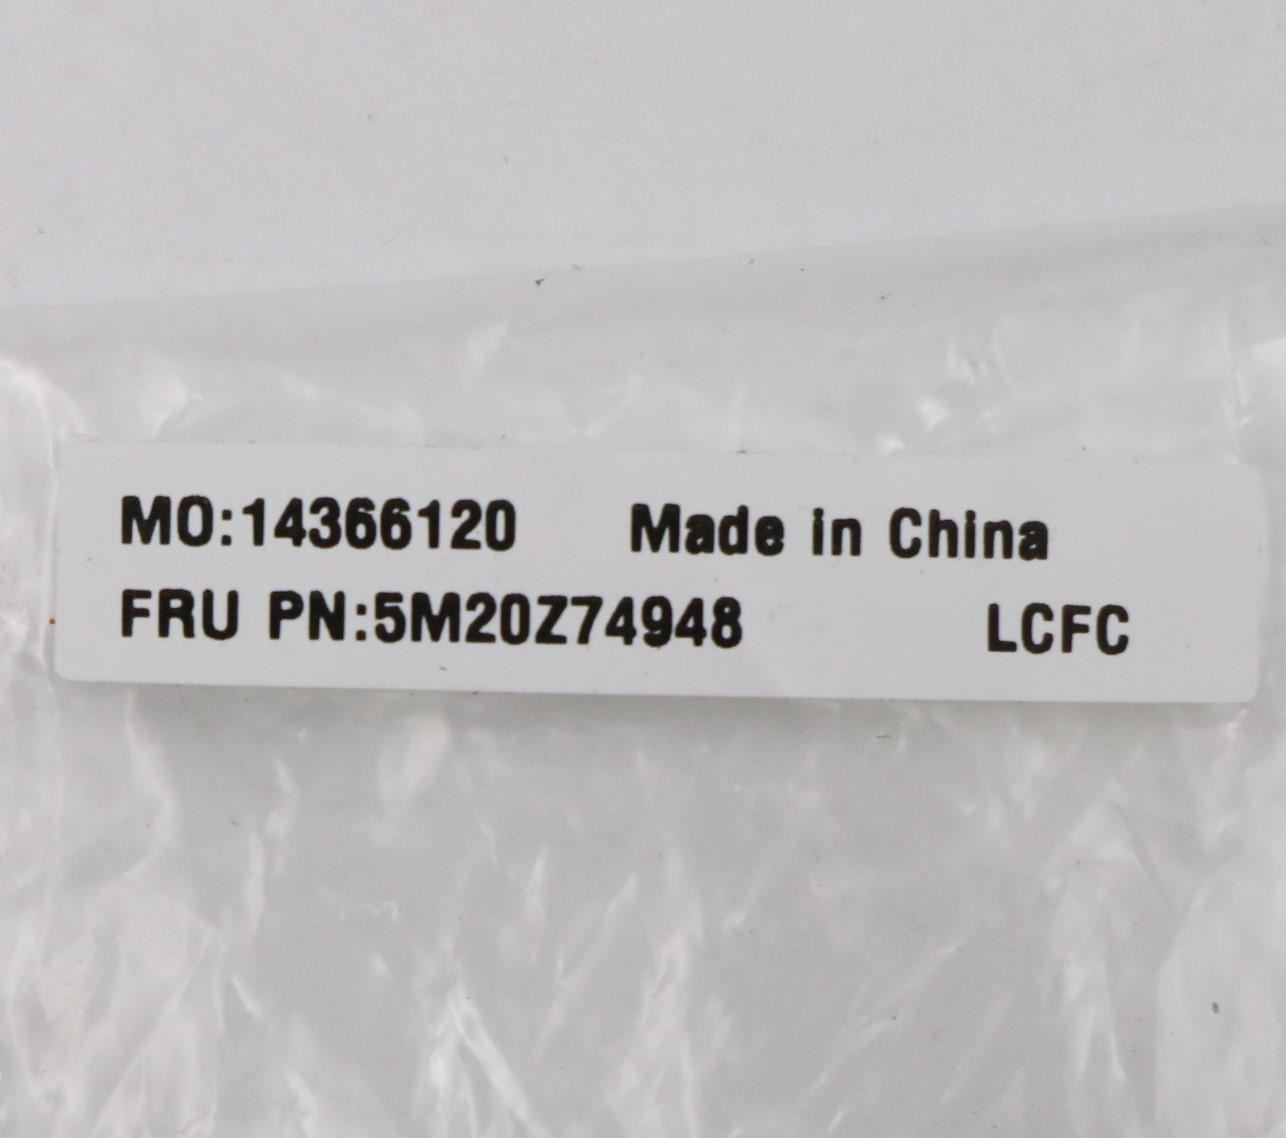 MO:14366120 Made in China
FRU PN:5M20Z74948 LCFC